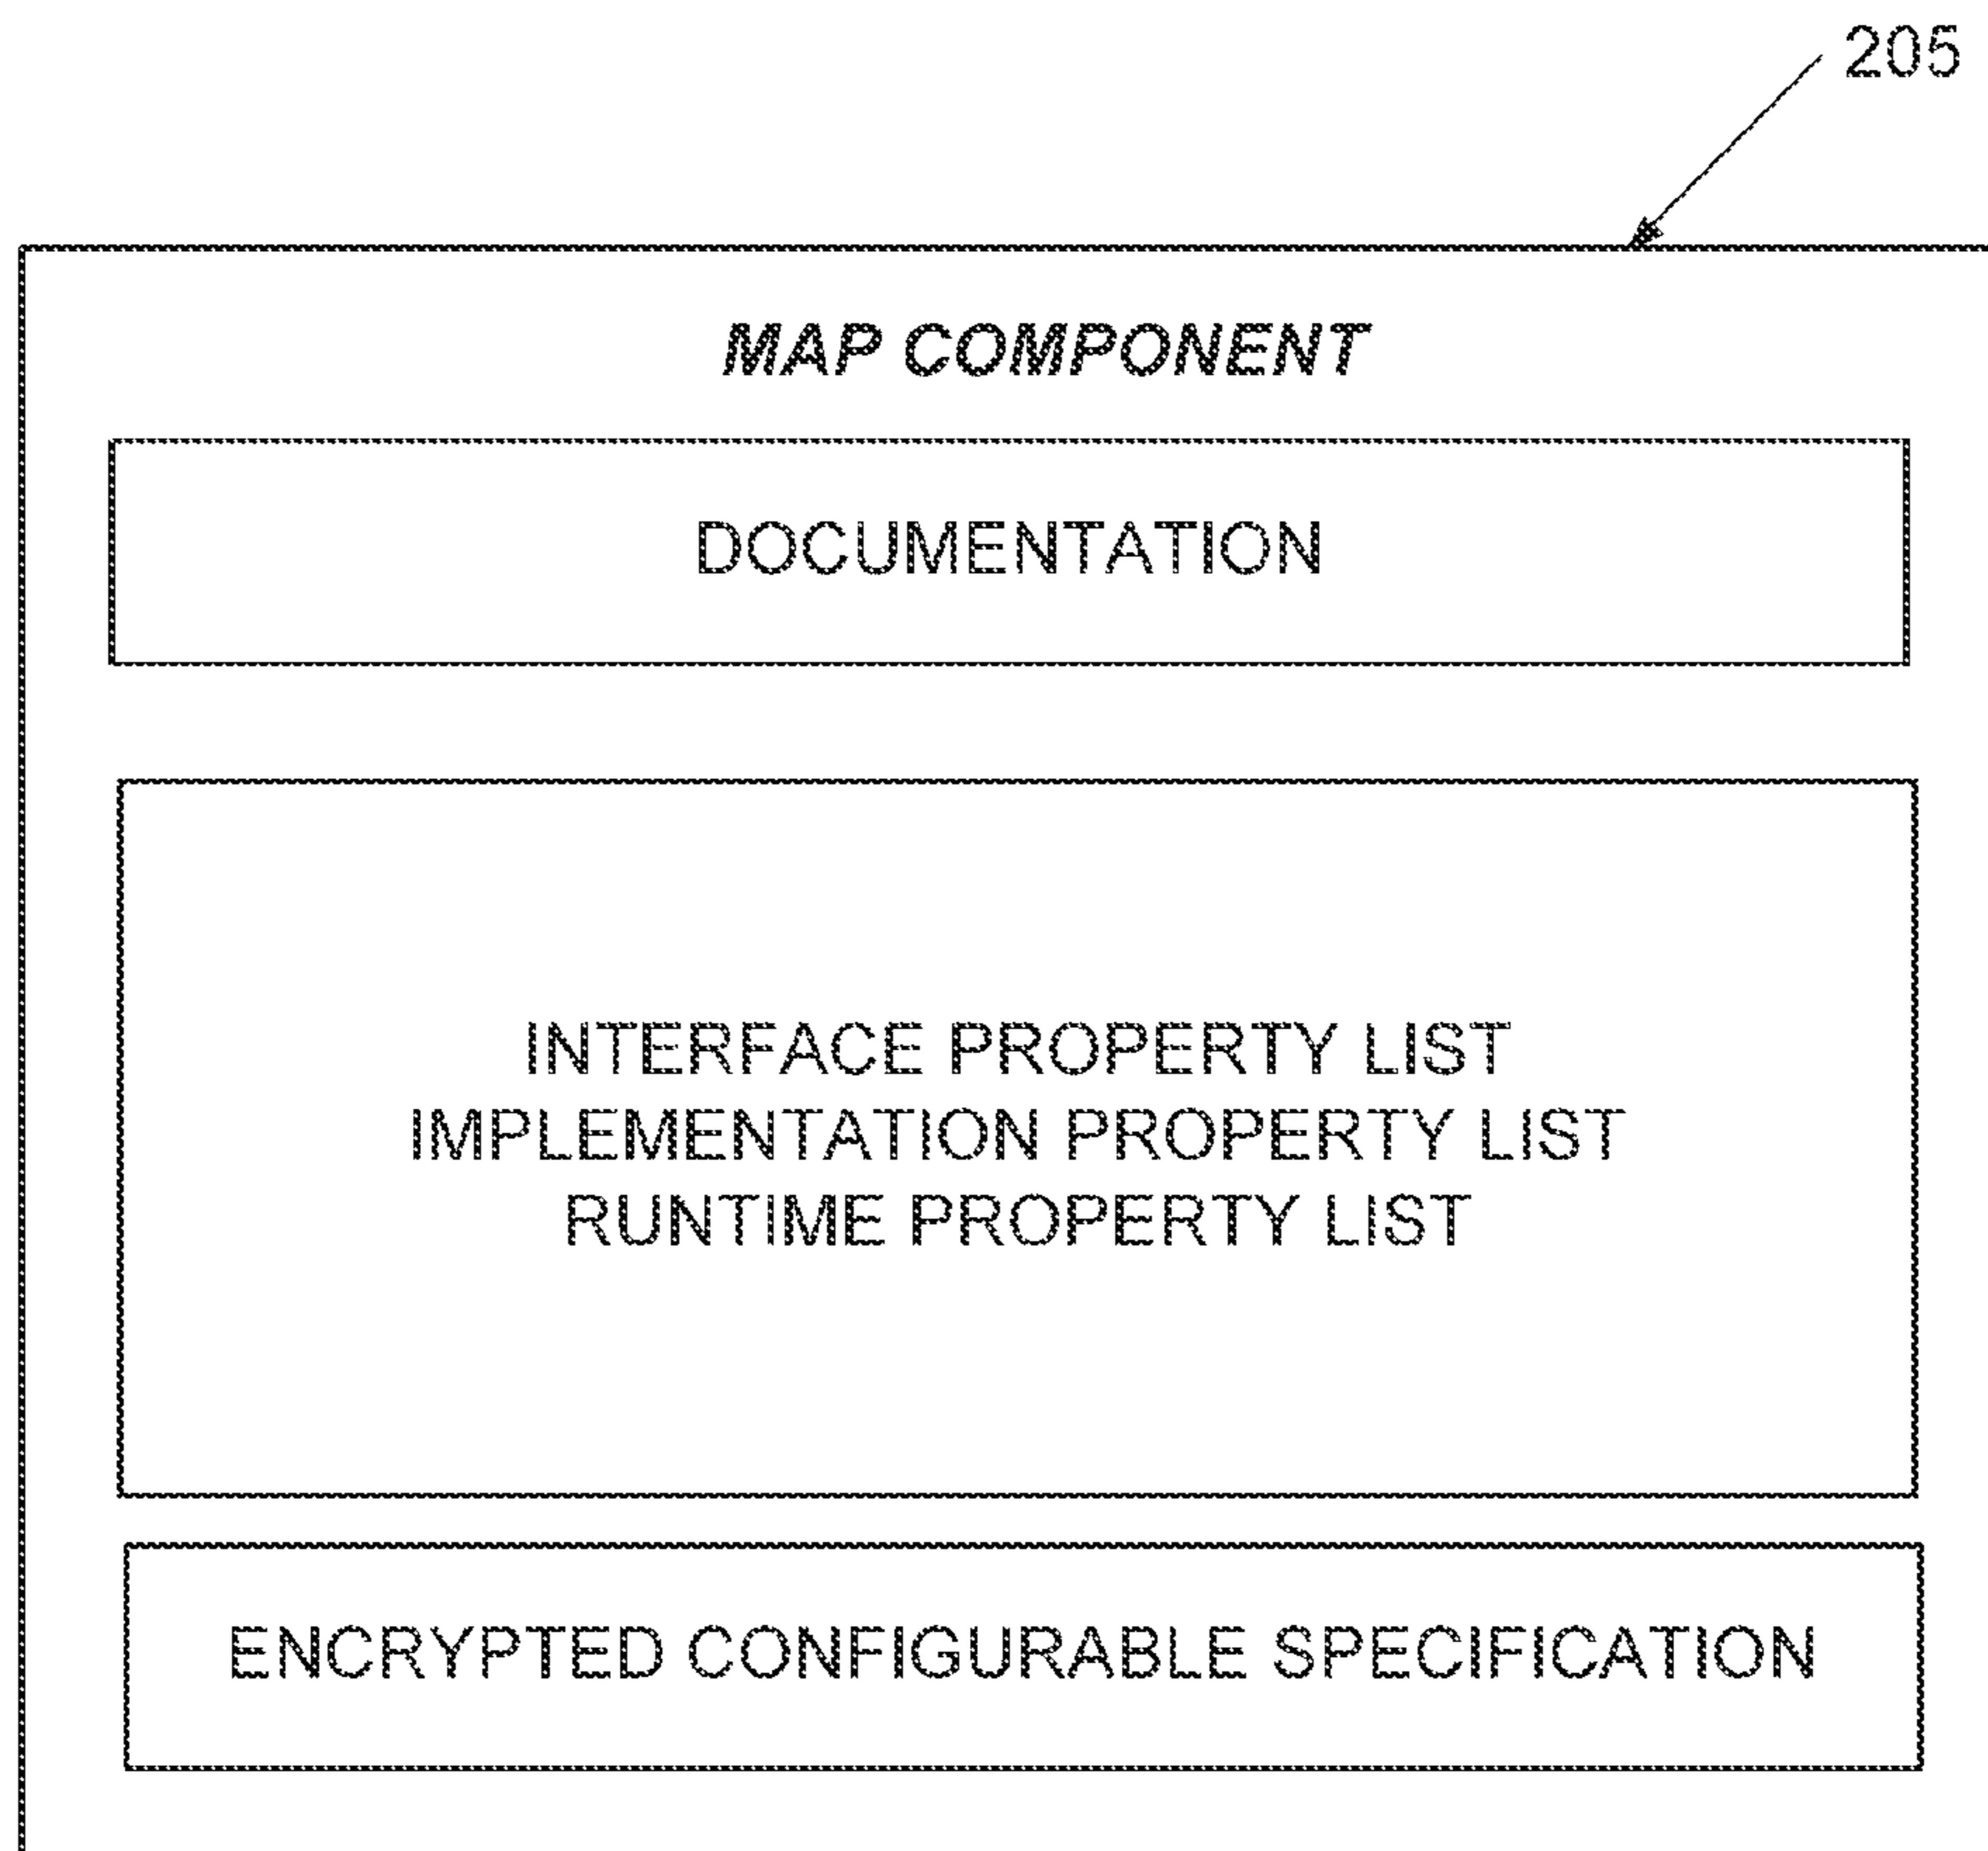 205
MAP COMPONENT
DOCUMENTATION
INTERFACE PROPERTY LIST
IMPLEMENTATION PROPERTY LIST
RUNTIME PROPERTY LIST
ENCRYPTED CONFIGURABLE SPECIFICATION